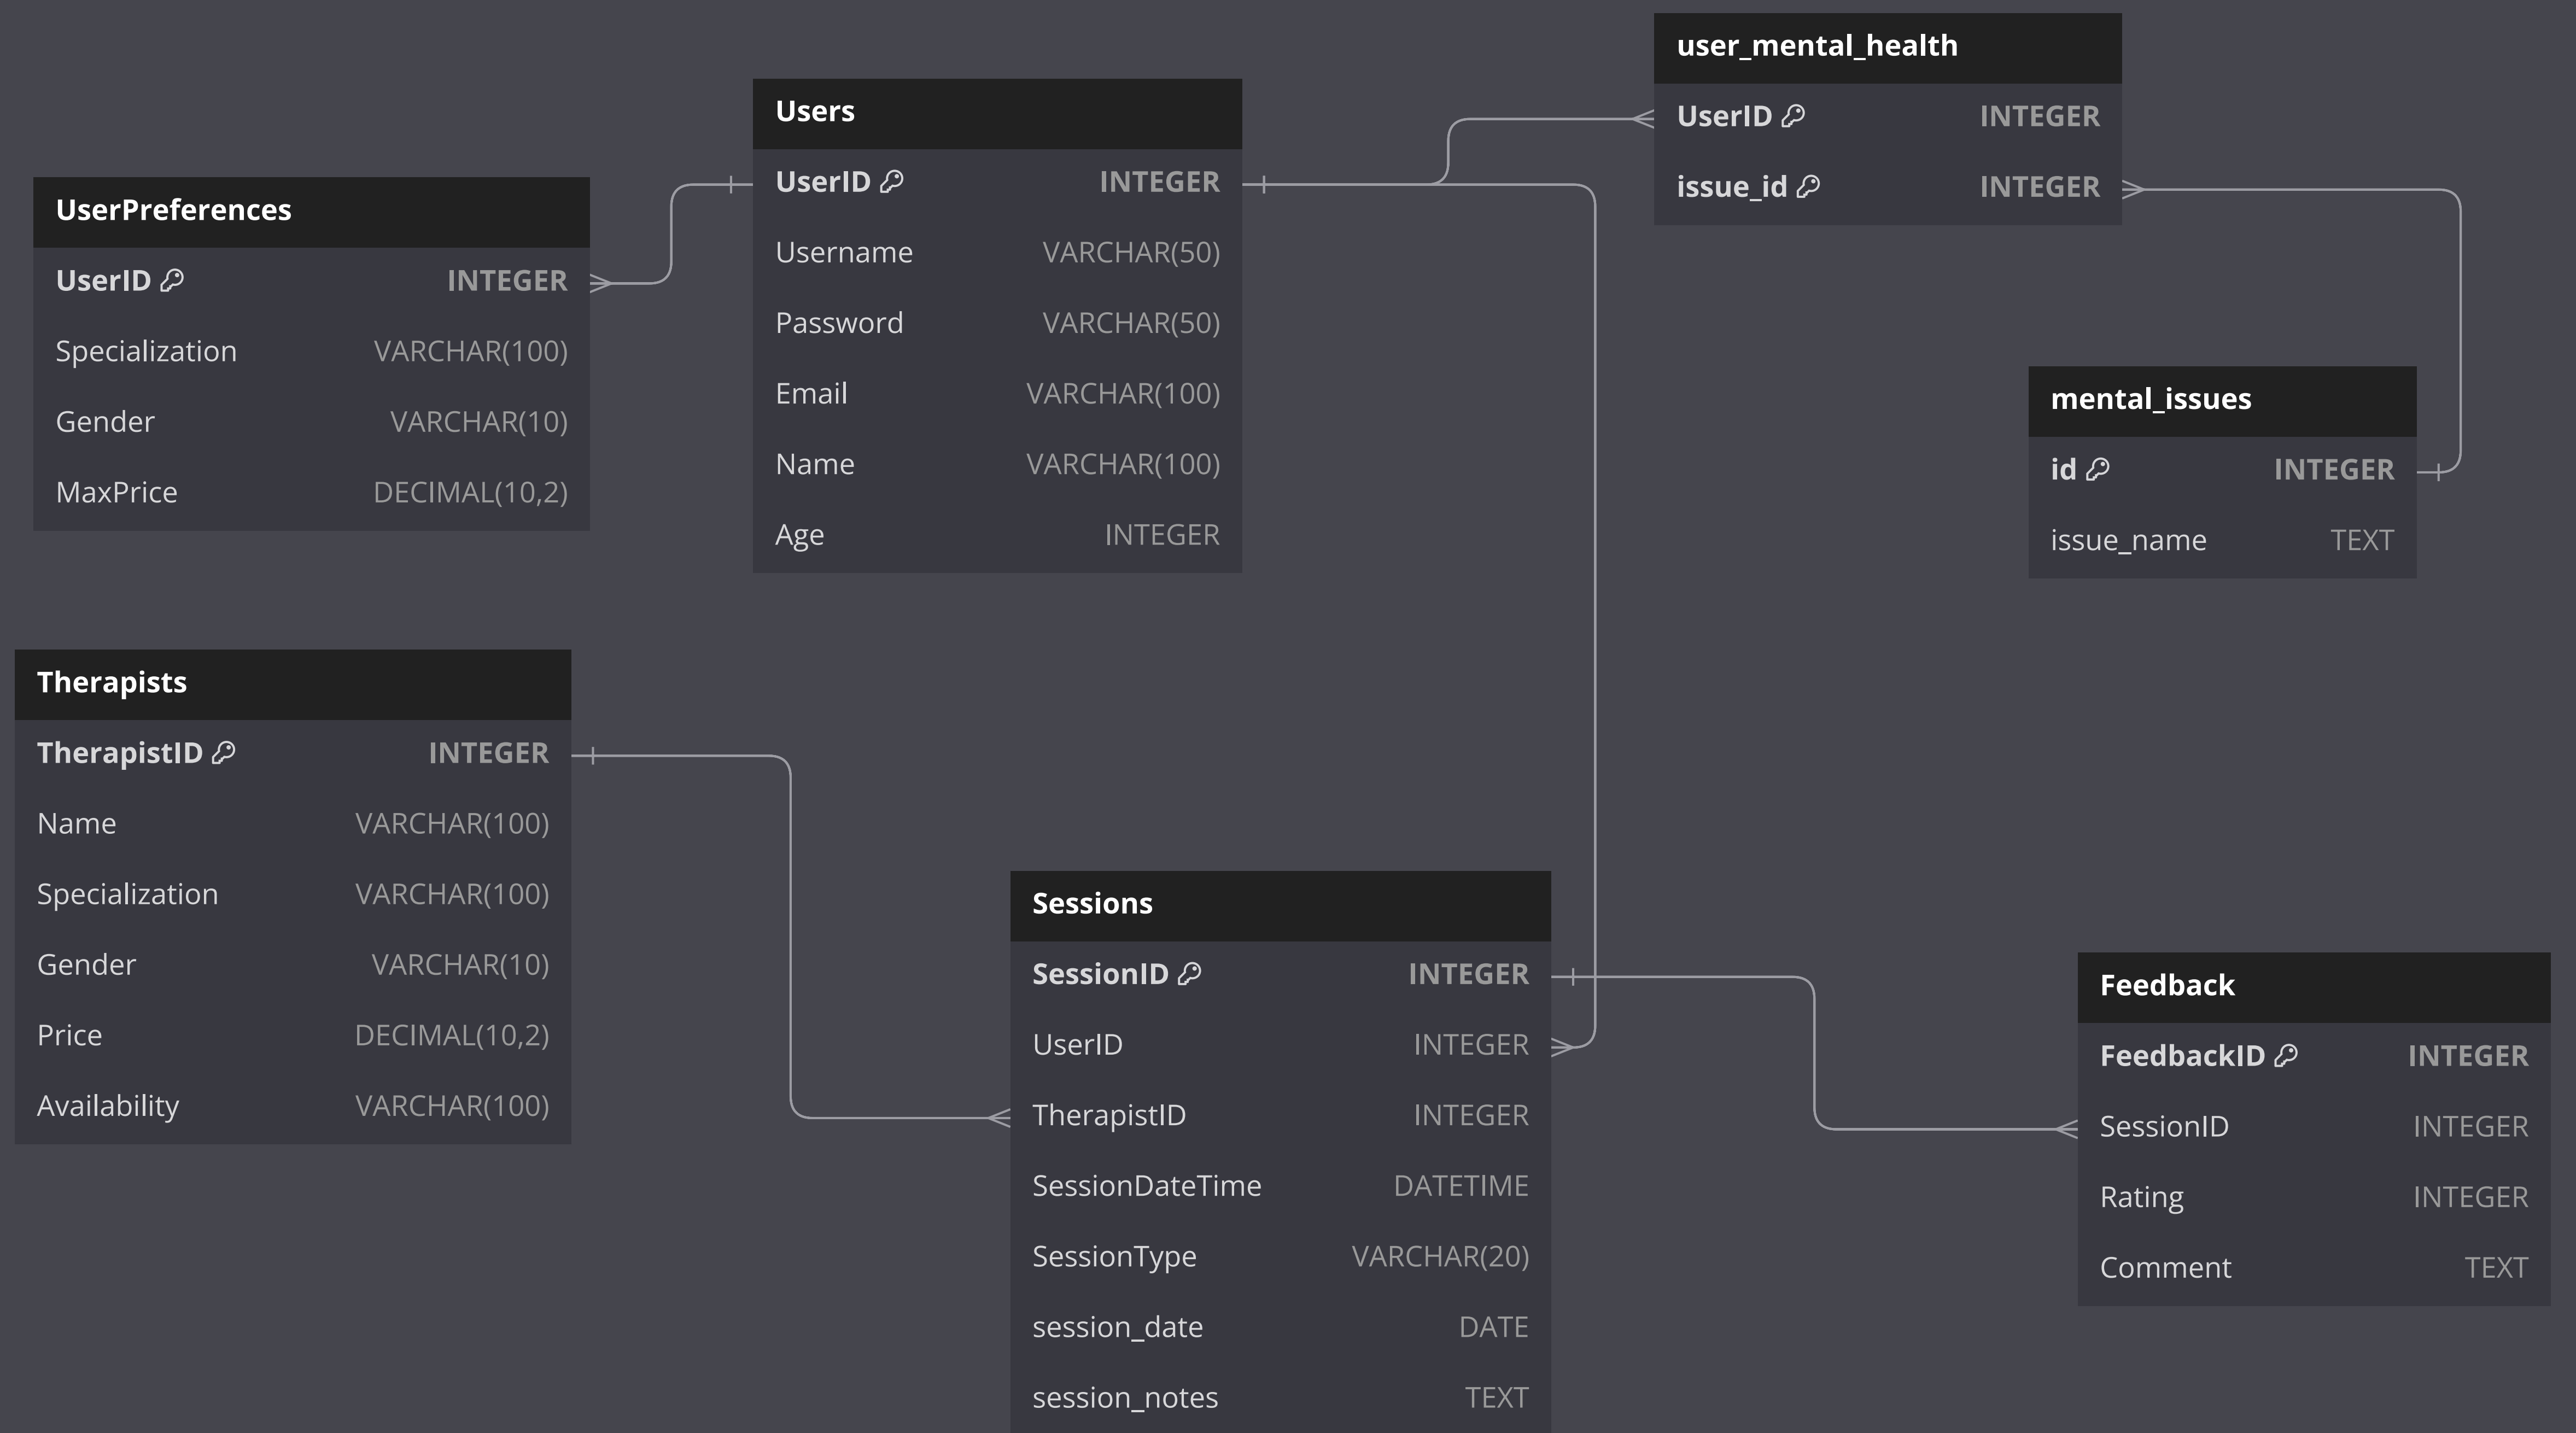 user_mental_health
UserID INTEGER
issue_id INTEGER
Users
UserID INTEGER
Username VARCHAR(50)
Password VARCHAR(50)
Email VARCHAR(100)
Name VARCHAR(100)
Age INTEGER
UserPreferences
UserID INTEGER
Specialization VARCHAR(100)
Gender VARCHAR(10)
MaxPrice DECIMAL(10,2)
mental_issues
id INTEGER
issue_name TEXT
Therapists
TherapistID INTEGER
Name VARCHAR(100)
Specialization VARCHAR(100)
Gender VARCHAR(10)
Price DECIMAL(10,2)
Availability VARCHAR(100)
Sessions
SessionID INTEGER
UserID INTEGER
TherapistID INTEGER
SessionDateTime DATETIME
SessionType VARCHAR(20)
session_date DATE
session_notes TEXT
Feedback
FeedbackID INTEGER
SessionID INTEGER
Rating INTEGER
Comment TEXT